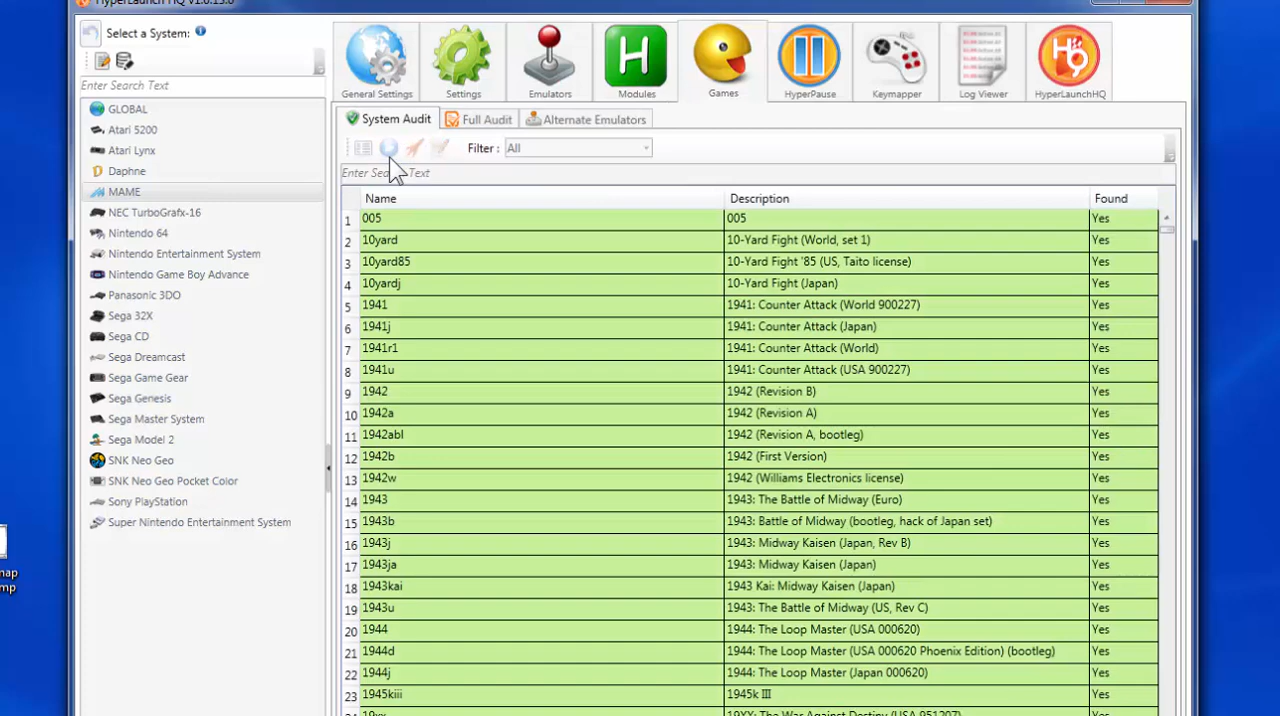 HyperLaunch HQ v1.0.15.0
Select a System:
Enter Search Text
GLOBAL
Atari 5200
Atari Lynx
Daphne
MAME
NEC TurboGrafx-16
Nintendo 64
Nintendo Entertainment System
Nintendo Game Boy Advance
Panasonic 3DO
Sega 32X
Sega CD
Sega Dreamcast
Sega Game Gear
Sega Genesis
Sega Master System
Sega Model 2
SNK Neo Geo
SNK Neo Geo Pocket Color
Sony PlayStation
Super Nintendo Entertainment System
General Settings Settings Emulators Modules Games HyperPause Keymapper Log Viewer HyperLaunchHQ
System Audit Full Audit Alternate Emulators
Filter : All
Enter Search Text
Name Description Found
1 005 005 Yes
2 10yard 10-Yard Fight (World, set 1) Yes
3 10yard85 10-Yard Fight '85 (US, Taito license) Yes
4 10yardj 10-Yard Fight (Japan) Yes
5 1941 1941: Counter Attack (World 900227) Yes
6 1941j 1941: Counter Attack (Japan) Yes
7 1941r1 1941: Counter Attack (World) Yes
8 1941u 1941: Counter Attack (USA 900227) Yes
9 1942 1942 (Revision B) Yes
10 1942a 1942 (Revision A) Yes
11 1942abl 1942 (Revision A, bootleg) Yes
12 1942b 1942 (First Version) Yes
13 1942w 1942 (Williams Electronics license) Yes
14 1943 1943: The Battle of Midway (Euro) Yes
15 1943b 1943: Battle of Midway (bootleg, hack of Japan set) Yes
16 1943j 1943: Midway Kaisen (Japan, Rev B) Yes
17 1943ja 1943: Midway Kaisen (Japan) Yes
18 1943kai 1943 Kai: Midway Kaisen (Japan) Yes
19 1943u 1943: The Battle of Midway (US, Rev C) Yes
20 1944 1944: The Loop Master (USA 000620) Yes
21 1944d 1944: The Loop Master (USA 000620 Phoenix Edition) (bootleg) Yes
22 1944j 1944: The Loop Master (Japan 000620) Yes
23 1945kiii 1945k III Yes
19xx 19XX: The War Against Destiny (USA 951207) Yes
map
mp